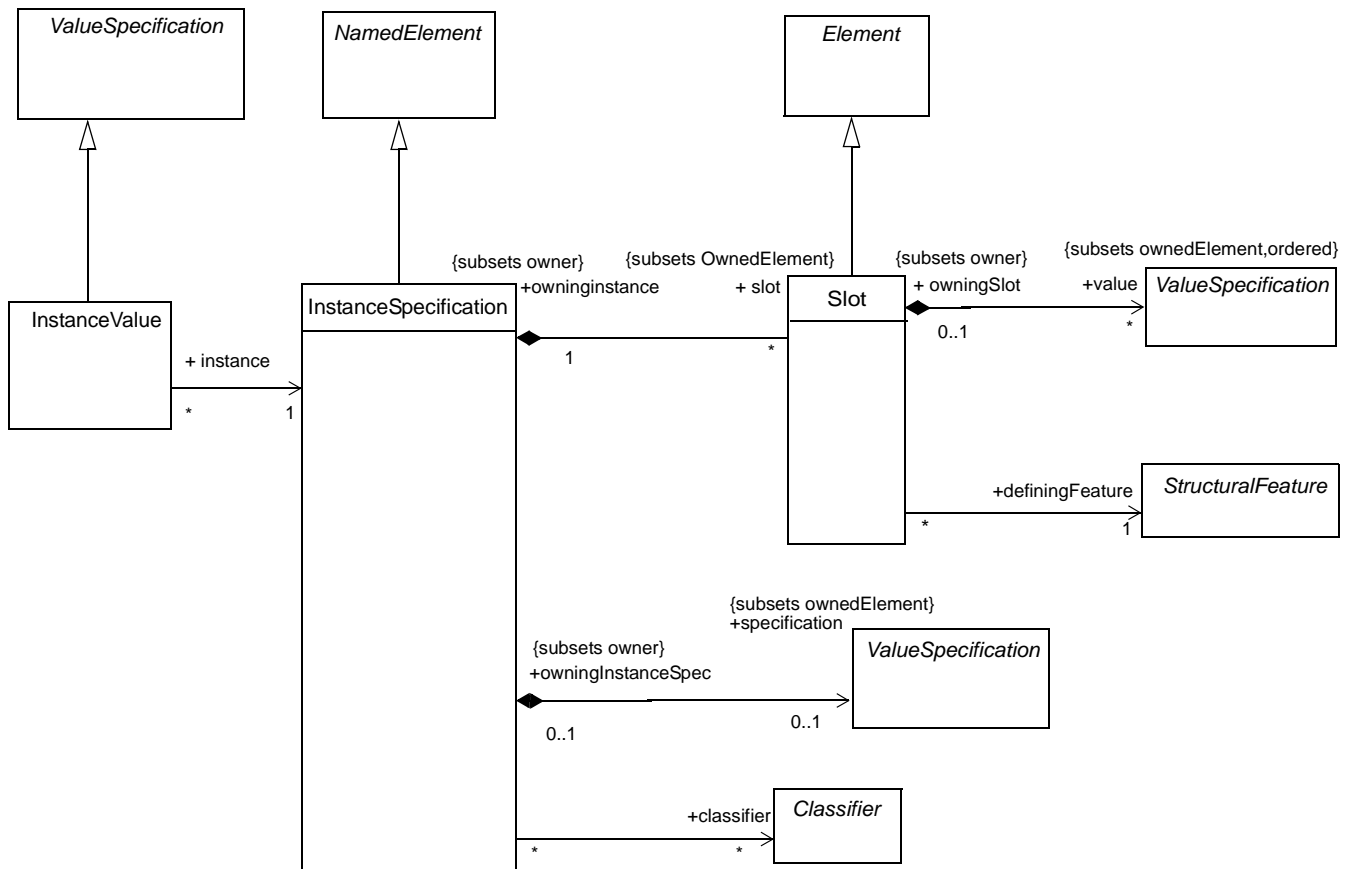 ValueSpecification
NamedElement
Element
{subsets owner}
+owninginstance
{subsets OwnedElement}
+ slot
{subsets owner}
+ owningSlot
{subsets ownedElement,ordered}
+value
ValueSpecification
InstanceValue
InstanceSpecification
Slot
0..1
*
1
*
+ instance
*
1
+definingFeature
StructuralFeature
*
1
{subsets ownedElement}
+specification
{subsets owner}
+owningInstanceSpec
ValueSpecification
0..1
0..1
+classifier
Classifier
*
*